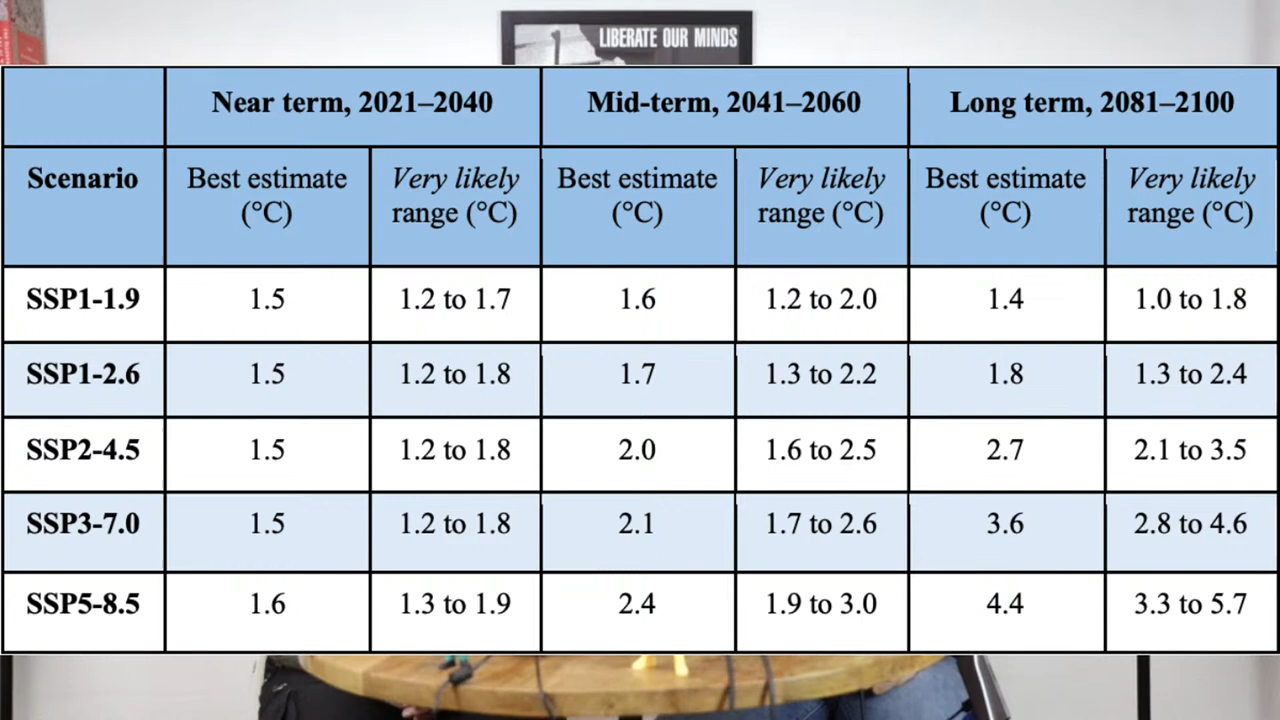 LIBERATE OUR MINDS
Near term, 2021–2040 Mid-term, 2041–2060 Long term, 2081–2100
Scenario Best estimate (°C) Very likely range (°C) Best estimate (°C) Very likely range (°C) Best estimate (°C) Very likely range (°C)
SSP1-1.9 1.5 1.2 to 1.7 1.6 1.2 to 2.0 1.4 1.0 to 1.8
SSP1-2.6 1.5 1.2 to 1.8 1.7 1.3 to 2.2 1.8 1.3 to 2.4
SSP2-4.5 1.5 1.2 to 1.8 2.0 1.6 to 2.5 2.7 2.1 to 3.5
SSP3-7.0 1.5 1.2 to 1.8 2.1 1.7 to 2.6 3.6 2.8 to 4.6
SSP5-8.5 1.6 1.3 to 1.9 2.4 1.9 to 3.0 4.4 3.3 to 5.7